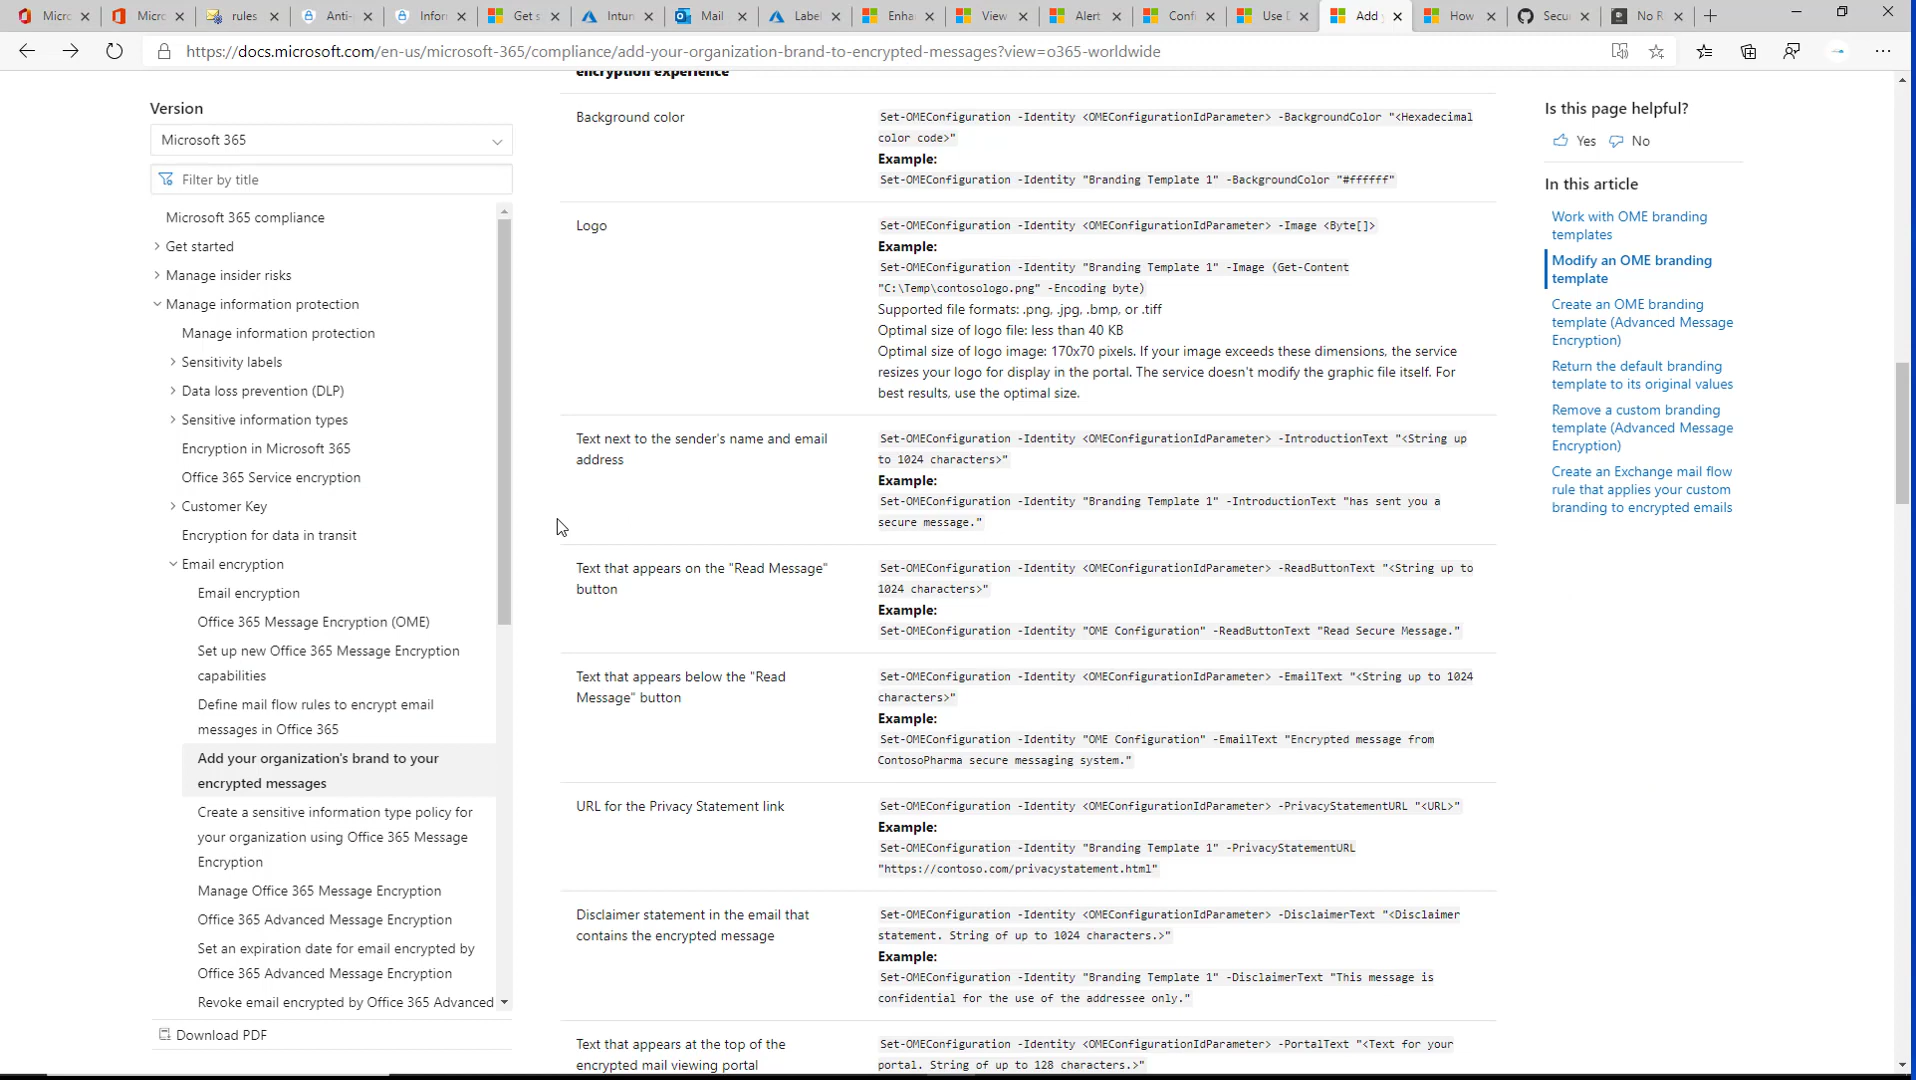 Micro
Micro
rules
Anti-
Infor
Get s
Intun
Mail
Label
Enha
View
Alert
Confi
Use D
Add y
How
Secu
No R
https://docs.microsoft.com/en-us/microsoft-365/compliance/add-your-organization-brand-to-encrypted-messages?view=o365-worldwide
Version
Microsoft 365
Filter by title
Microsoft 365 compliance
Get started
Manage insider risks
Manage information protection
Manage information protection
Sensitivity labels
Data loss prevention (DLP)
Sensitive information types
Encryption in Microsoft 365
Office 365 Service encryption
Customer Key
Encryption for data in transit
Email encryption
Email encryption
Office 365 Message Encryption (OME)
Set up new Office 365 Message Encryption
capabilities
Define mail flow rules to encrypt email
messages in Office 365
Add your organization's brand to your
encrypted messages
Create a sensitive information type policy for
your organization using Office 365 Message
Encryption
Manage Office 365 Message Encryption
Office 365 Advanced Message Encryption
Set an expiration date for email encrypted by
Office 365 Advanced Message Encryption
Revoke email encrypted by Office 365 Advanced
Download PDF
encryption experience
Background color
Set-OMEConfiguration -Identity <OMEConfigurationIdParameter> -BackgroundColor "<Hexadecimal
color code>"
Example:
Set-OMEConfiguration -Identity "Branding Template 1" -BackgroundColor "#ffffff"
Logo
Set-OMEConfiguration -Identity <OMEConfigurationIdParameter> -Image <Byte[]>
Example:
Set-OMEConfiguration -Identity "Branding Template 1" -Image (Get-Content
"C:\Temp\contosologo.png" -Encoding byte)
Supported file formats: .png, .jpg, .bmp, or .tiff
Optimal size of logo file: less than 40 KB
Optimal size of logo image: 170x70 pixels. If your image exceeds these dimensions, the service
resizes your logo for display in the portal. The service doesn't modify the graphic file itself. For
best results, use the optimal size.
Text next to the sender's name and email
address
Set-OMEConfiguration -Identity <OMEConfigurationIdParameter> -IntroductionText "<String up
to 1024 characters>"
Example:
Set-OMEConfiguration -Identity "Branding Template 1" -IntroductionText "has sent you a
secure message."
Text that appears on the "Read Message"
button
Set-OMEConfiguration -Identity <OMEConfigurationIdParameter> -ReadButtonText "<String up to
1024 characters>"
Example:
Set-OMEConfiguration -Identity "OME Configuration" -ReadButtonText "Read Secure Message."
Text that appears below the "Read
Message" button
Set-OMEConfiguration -Identity <OMEConfigurationIdParameter> -EmailText "<String up to 1024
characters>"
Example:
Set-OMEConfiguration -Identity "OME Configuration" -EmailText "Encrypted message from
ContosoPharma secure messaging system."
URL for the Privacy Statement link
Set-OMEConfiguration -Identity <OMEConfigurationIdParameter> -PrivacyStatementURL "<URL>"
Example:
Set-OMEConfiguration -Identity "Branding Template 1" -PrivacyStatementURL
"https://contoso.com/privacystatement.html"
Disclaimer statement in the email that
contains the encrypted message
Set-OMEConfiguration -Identity <OMEConfigurationIdParameter> -DisclaimerText "<Disclaimer
statement. String of up to 1024 characters.>"
Example:
Set-OMEConfiguration -Identity "Branding Template 1" -DisclaimerText "This message is
confidential for the use of the addressee only."
Text that appears at the top of the
encrypted mail viewing portal
Set-OMEConfiguration -Identity <OMEConfigurationIdParameter> -PortalText "<Text for your
portal. String of up to 128 characters.>"
Is this page helpful?
Yes No
In this article
Work with OME branding
templates
Modify an OME branding
template
Create an OME branding
template (Advanced Message
Encryption)
Return the default branding
template to its original values
Remove a custom branding
template (Advanced Message
Encryption)
Create an Exchange mail flow
rule that applies your custom
branding to encrypted emails